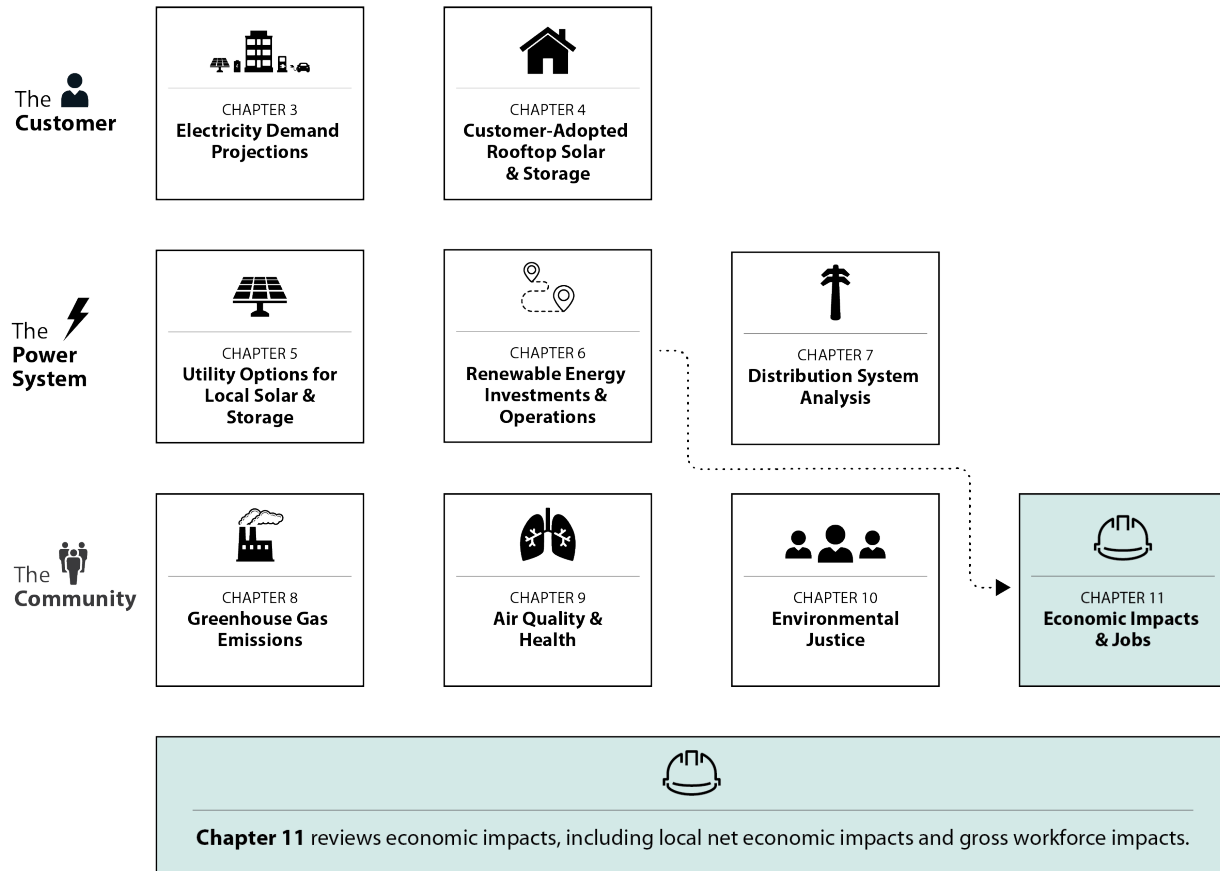 The
Customer
CHAPTER 3
Electricity Demand
Projections
CHAPTER 4
Customer-Adopted
Rooftop Solar
& Storage
The
Power
System
CHAPTER 5
Utility Options for
Local Solar &
Storage
CHAPTER 6
Renewable Energy
Investments &
Operations
CHAPTER 7
Distribution System
Analysis
The
Community
CHAPTER 8
Greenhouse Gas
Emissions
CHAPTER 9
Air Quality &
Health
CHAPTER 10
Environmental
Justice
CHAPTER 11
Economic Impacts
& Jobs
Chapter 11 reviews economic impacts, including local net economic impacts and gross workforce impacts.